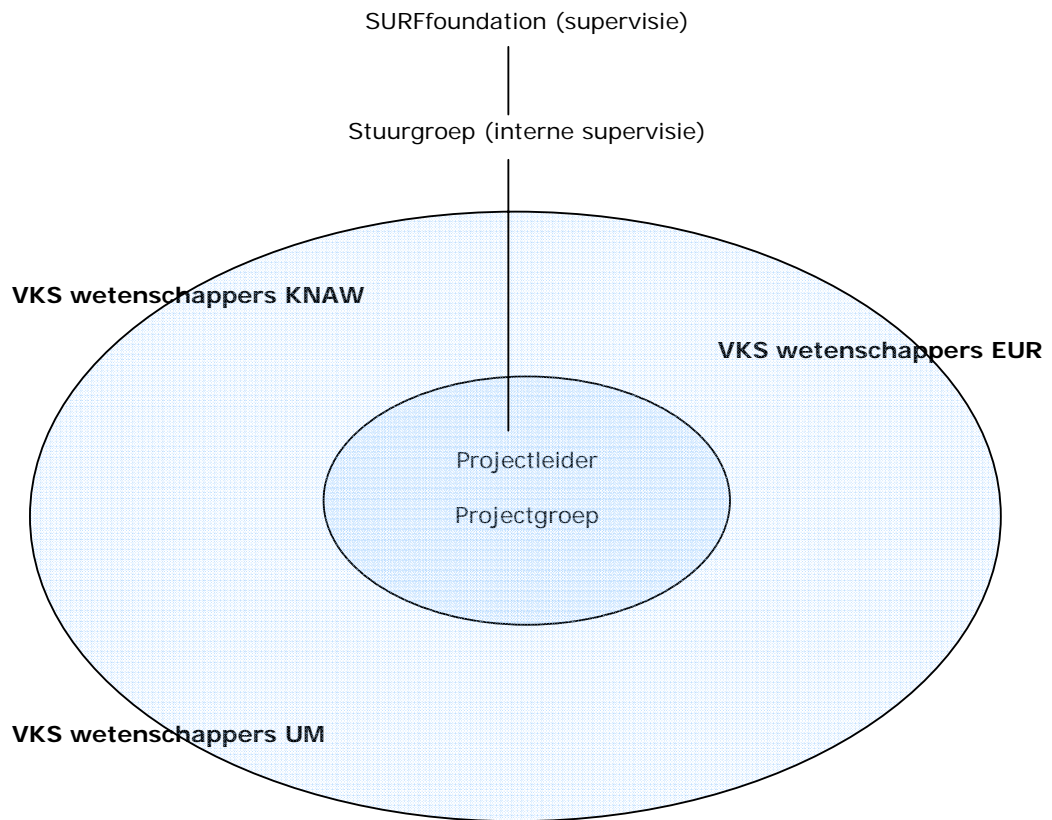 SURFfoundation (supervisie)
Stuurgroep (interne supervisie)
VKS wetenschappers KNAW
VKS wetenschappers EUR
Projectleider
Projectgroep
VKS wetenschappers UM